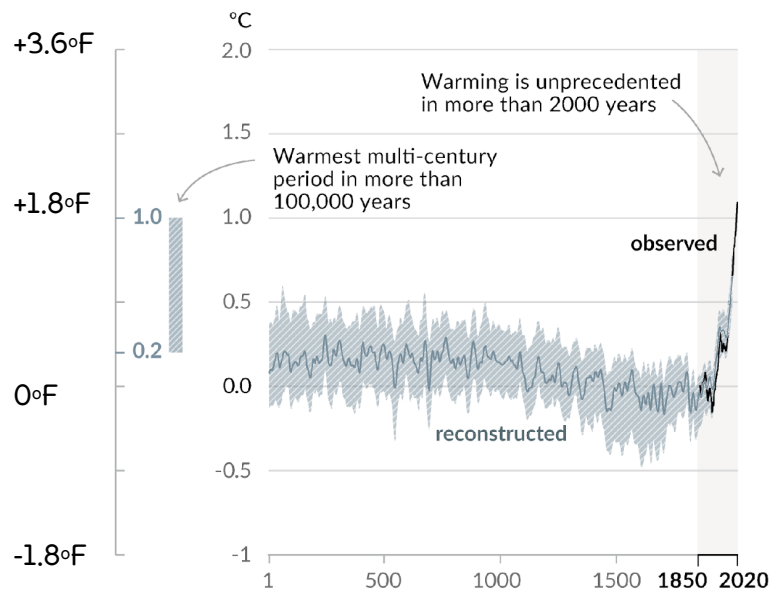 °C
+3.6°F
2.0
Warming is unprecedented
in more than 2000 years
1.5
Warmest multi-century
period in more than
100,000 years
+1.8°F
1.0
1.0
observed
0.5
0.2
0.0
0°F
reconstructed
-0.5
-1.8°F
-1
1
500
1000
1500
1850
2020